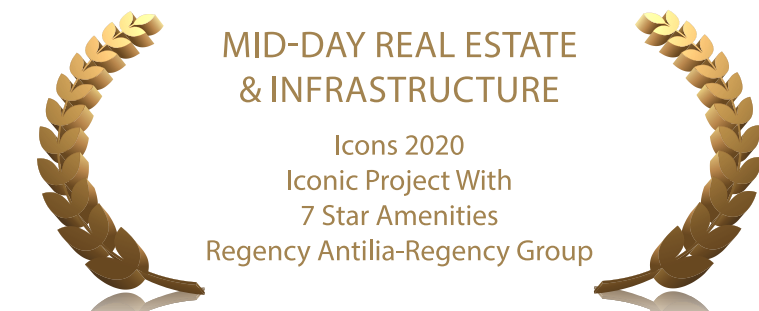 MID-DAY REAL ESTATE
& INFRASTRUCTURE
Icons 2020
Iconic Project With
7 Star Amenities
Regency Antilia-Regency Group